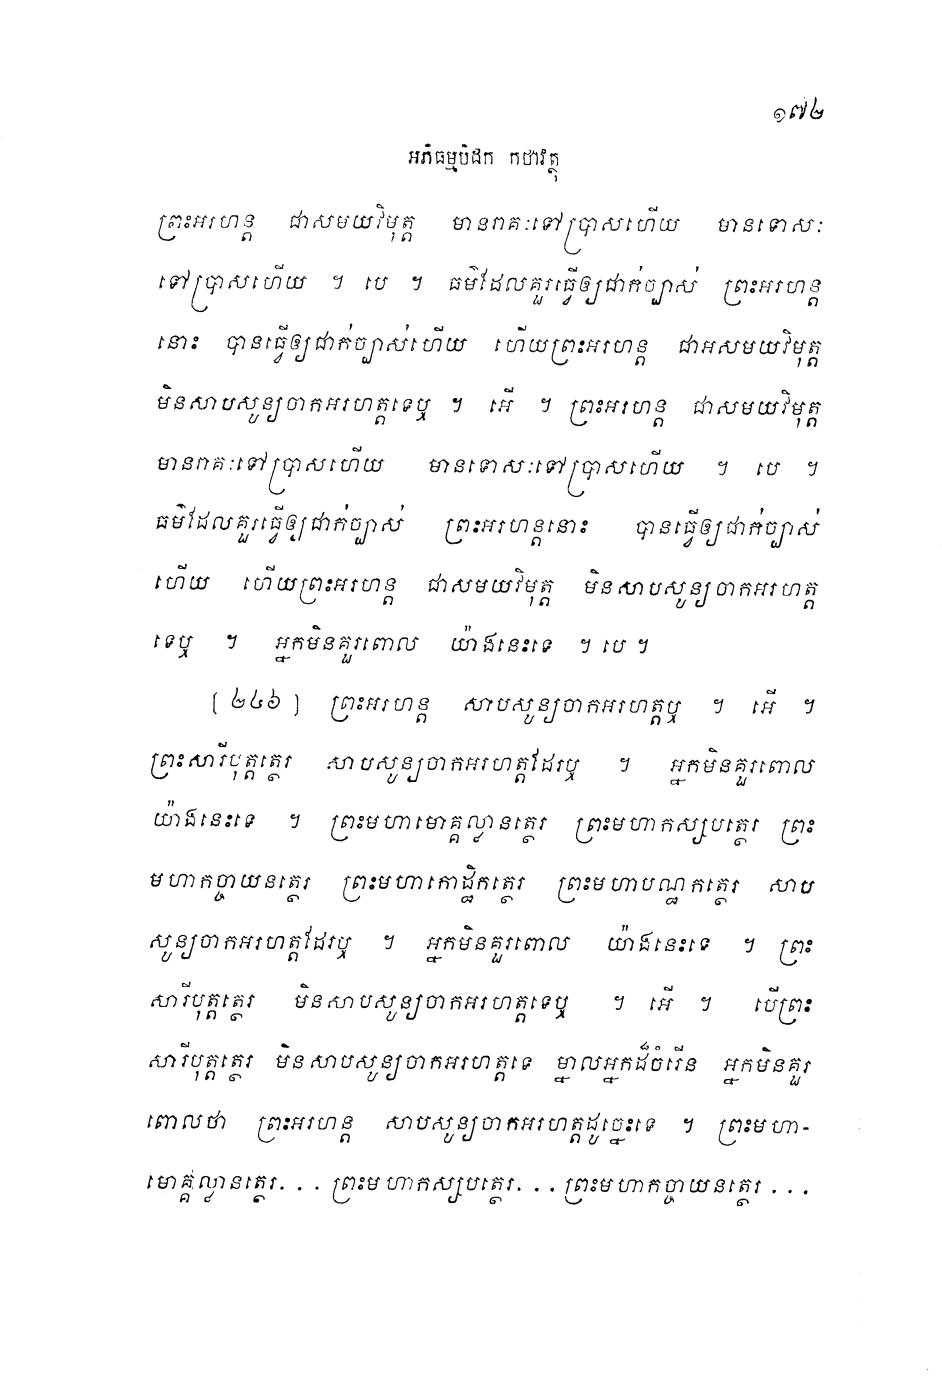 ១៧២
អភិធម្មបិដក កថាវត្ថុ
ព្រះអរហន្ត ជាសមយវិមុត្ត មានរាគៈទៅប្រាសហើយ មានទោសៈ
ទៅប្រាសហើយ ។ បេ ។ ធម៌ដែលគួរធ្វើឲ្យជាក់ច្បាស់ ព្រះអរហន្ត
នោះ បានធ្វើឲ្យជាក់ច្បាស់ហើយ ហើយព្រះអរហន្ត ជាអសមយវិមុត្ត
មិនសាបសូន្យចាកអរហត្តទេឬ ។ អើ ។ ព្រះអរហន្ត ជាសមយវិមុត្ត
មានរាគៈទៅប្រាសហើយ មានទោសៈទៅប្រាសហើយ ។ បេ ។
ធម៌ដែលគួរធ្វើឲ្យជាក់ច្បាស់ ព្រះអរហន្តនោះ បានធ្វើឲ្យជាក់ច្បាស់
ហើយ ហើយព្រះអរហន្ត ជាសមយវិមុត្ត មិនសាបសូន្យចាកអរហត្ត
ទេឬ ។ អ្នកមិនគួរពោល យ៉ាងនេះទេ ។ បេ ។
[ ២៤៦ ] ព្រះអរហន្ត សាបសូន្យចាកអរហត្តឬ ។ អើ ។
ព្រះសារីបុត្តត្ថេរ សាបសូន្យចាកអរហត្តដែរឬ ។ អ្នកមិនគួរពោល
យ៉ាងនេះទេ ។ ព្រះមហាមោគ្គល្លានត្ថេរ ព្រះមហាកស្សបត្ថេរ ព្រះ
មហាកច្ចាយនត្ថេរ ព្រះមហាកោដ្ឋិកត្ថេរ ព្រះមហាបណ្ឋកត្ថេរ សាប
សូន្យចាកអរហត្តដែរឬ ។ អ្នកមិនគួរពោល យ៉ាងនេះទេ ។ ព្រះ
សារីបុត្តត្ថេរ មិនសាបសូន្យចាកអរហត្តទេឬ ។ អើ ។ បើព្រះ
សារីបុត្តត្ថេរ មិនសាបសូន្យចាកអរហត្តទេ ម្នាលអ្នកដ៏ចំរើន អ្នកមិនគួរ
ពោលថា ព្រះអរហន្ត សាបសូន្យចាកអរហត្តដូច្នេះទេ ។ ព្រះមហា-
មោគ្គល្លានត្ថេរ... ព្រះមហាកស្សបត្ថេរ... ព្រះមហាកច្ចាយនត្ថេរ ...